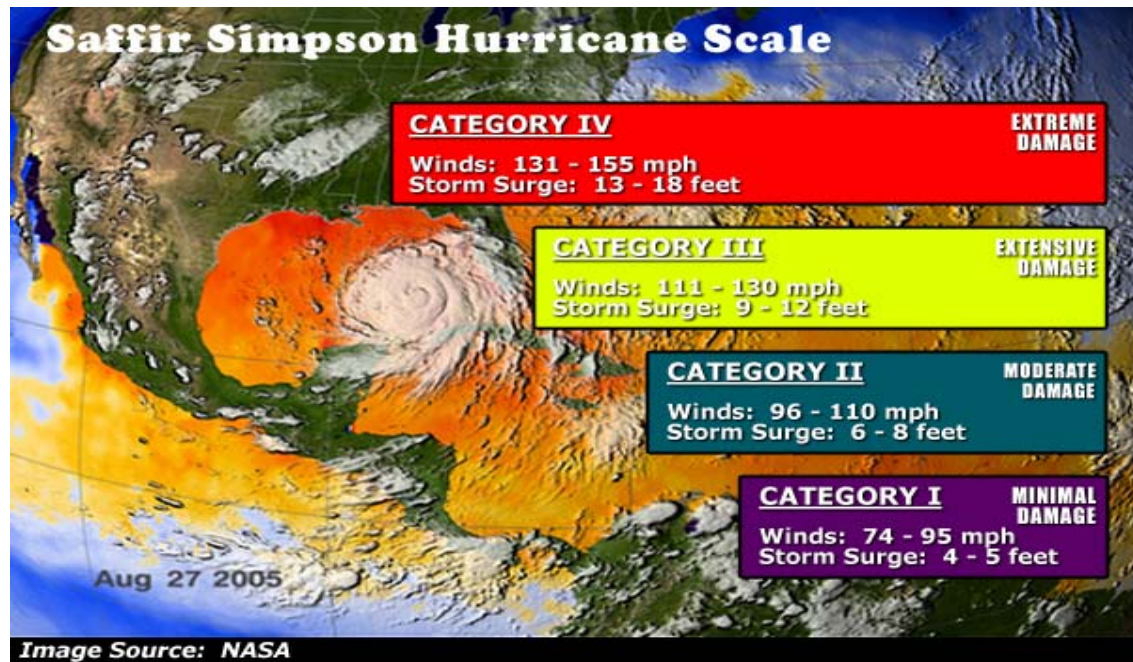 Saffir Simpson Hurricane Scale
CATEGORY IV
EXTREME
DAMAGE
Winds: 131 - 155 mph
Storm Surge: 13 - 18 feet
CATEGORY III
EXTENSIVE
DAMAGE
Winds: 111 - 130 mph
Storm Surge: 9 - 12 feet
CATEGORY II
MODERATE
DAMAGE
Winds: 96 - 110 mph
Storm Surge: 6 - 8 feet
CATEGORY I
MINIMAL
DAMAGE
Winds: 74 - 95 mph
Storm Surge: 4 - 5 feet
Aug 27 2005
Image Source: NASA